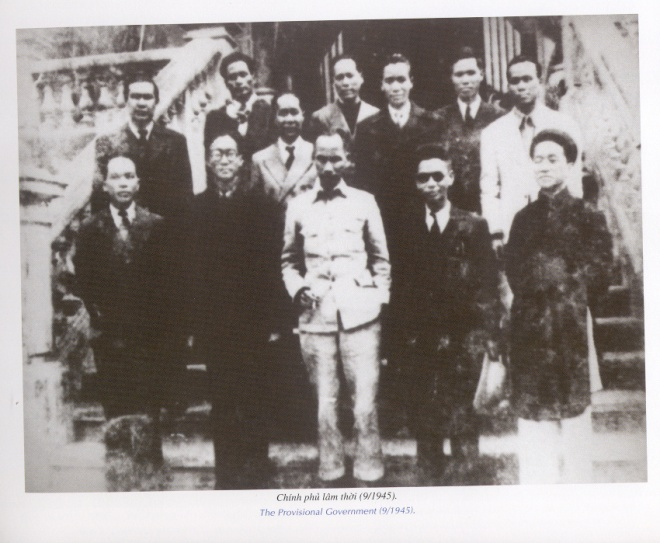 Chính phủ lâm thời (9/1945).
The Provisional Government (9/1945).